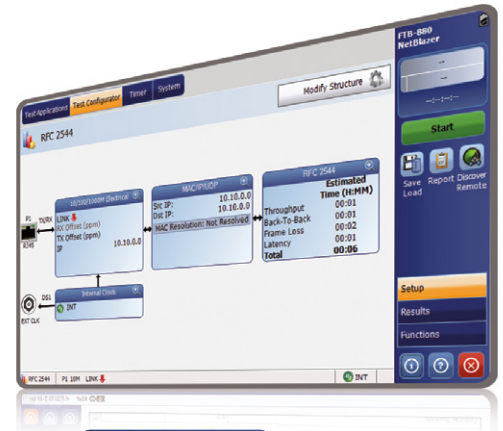 FTB-880
NetBlazer
Test Applications
Test Configurator
Timer
System
Modify Structure
RFC 2544
--
--
--:--:--
Start
Save
Load
Report
Discover
Remote
10/100/1000M Electrical
P1
TX/RX
RJ45
LINK
RX Offset (ppm)
TX Offset (ppm)
IP 10.10.0.0
MAC/IP/UDP
Src IP: 10.10.0.0
Dst IP: 10.10.0.0
MAC Resolution: Not Resolved
RFC 2544
Estimated
Time (H:MM)
Throughput 00:01
Back-To-Back 00:01
Frame Loss 00:02
Latency 00:01
Total 00:06
Internal Clock
DS1
INT
EXT CLK
Setup
Results
Functions
RFC 2544
P1 10M LINK
INT